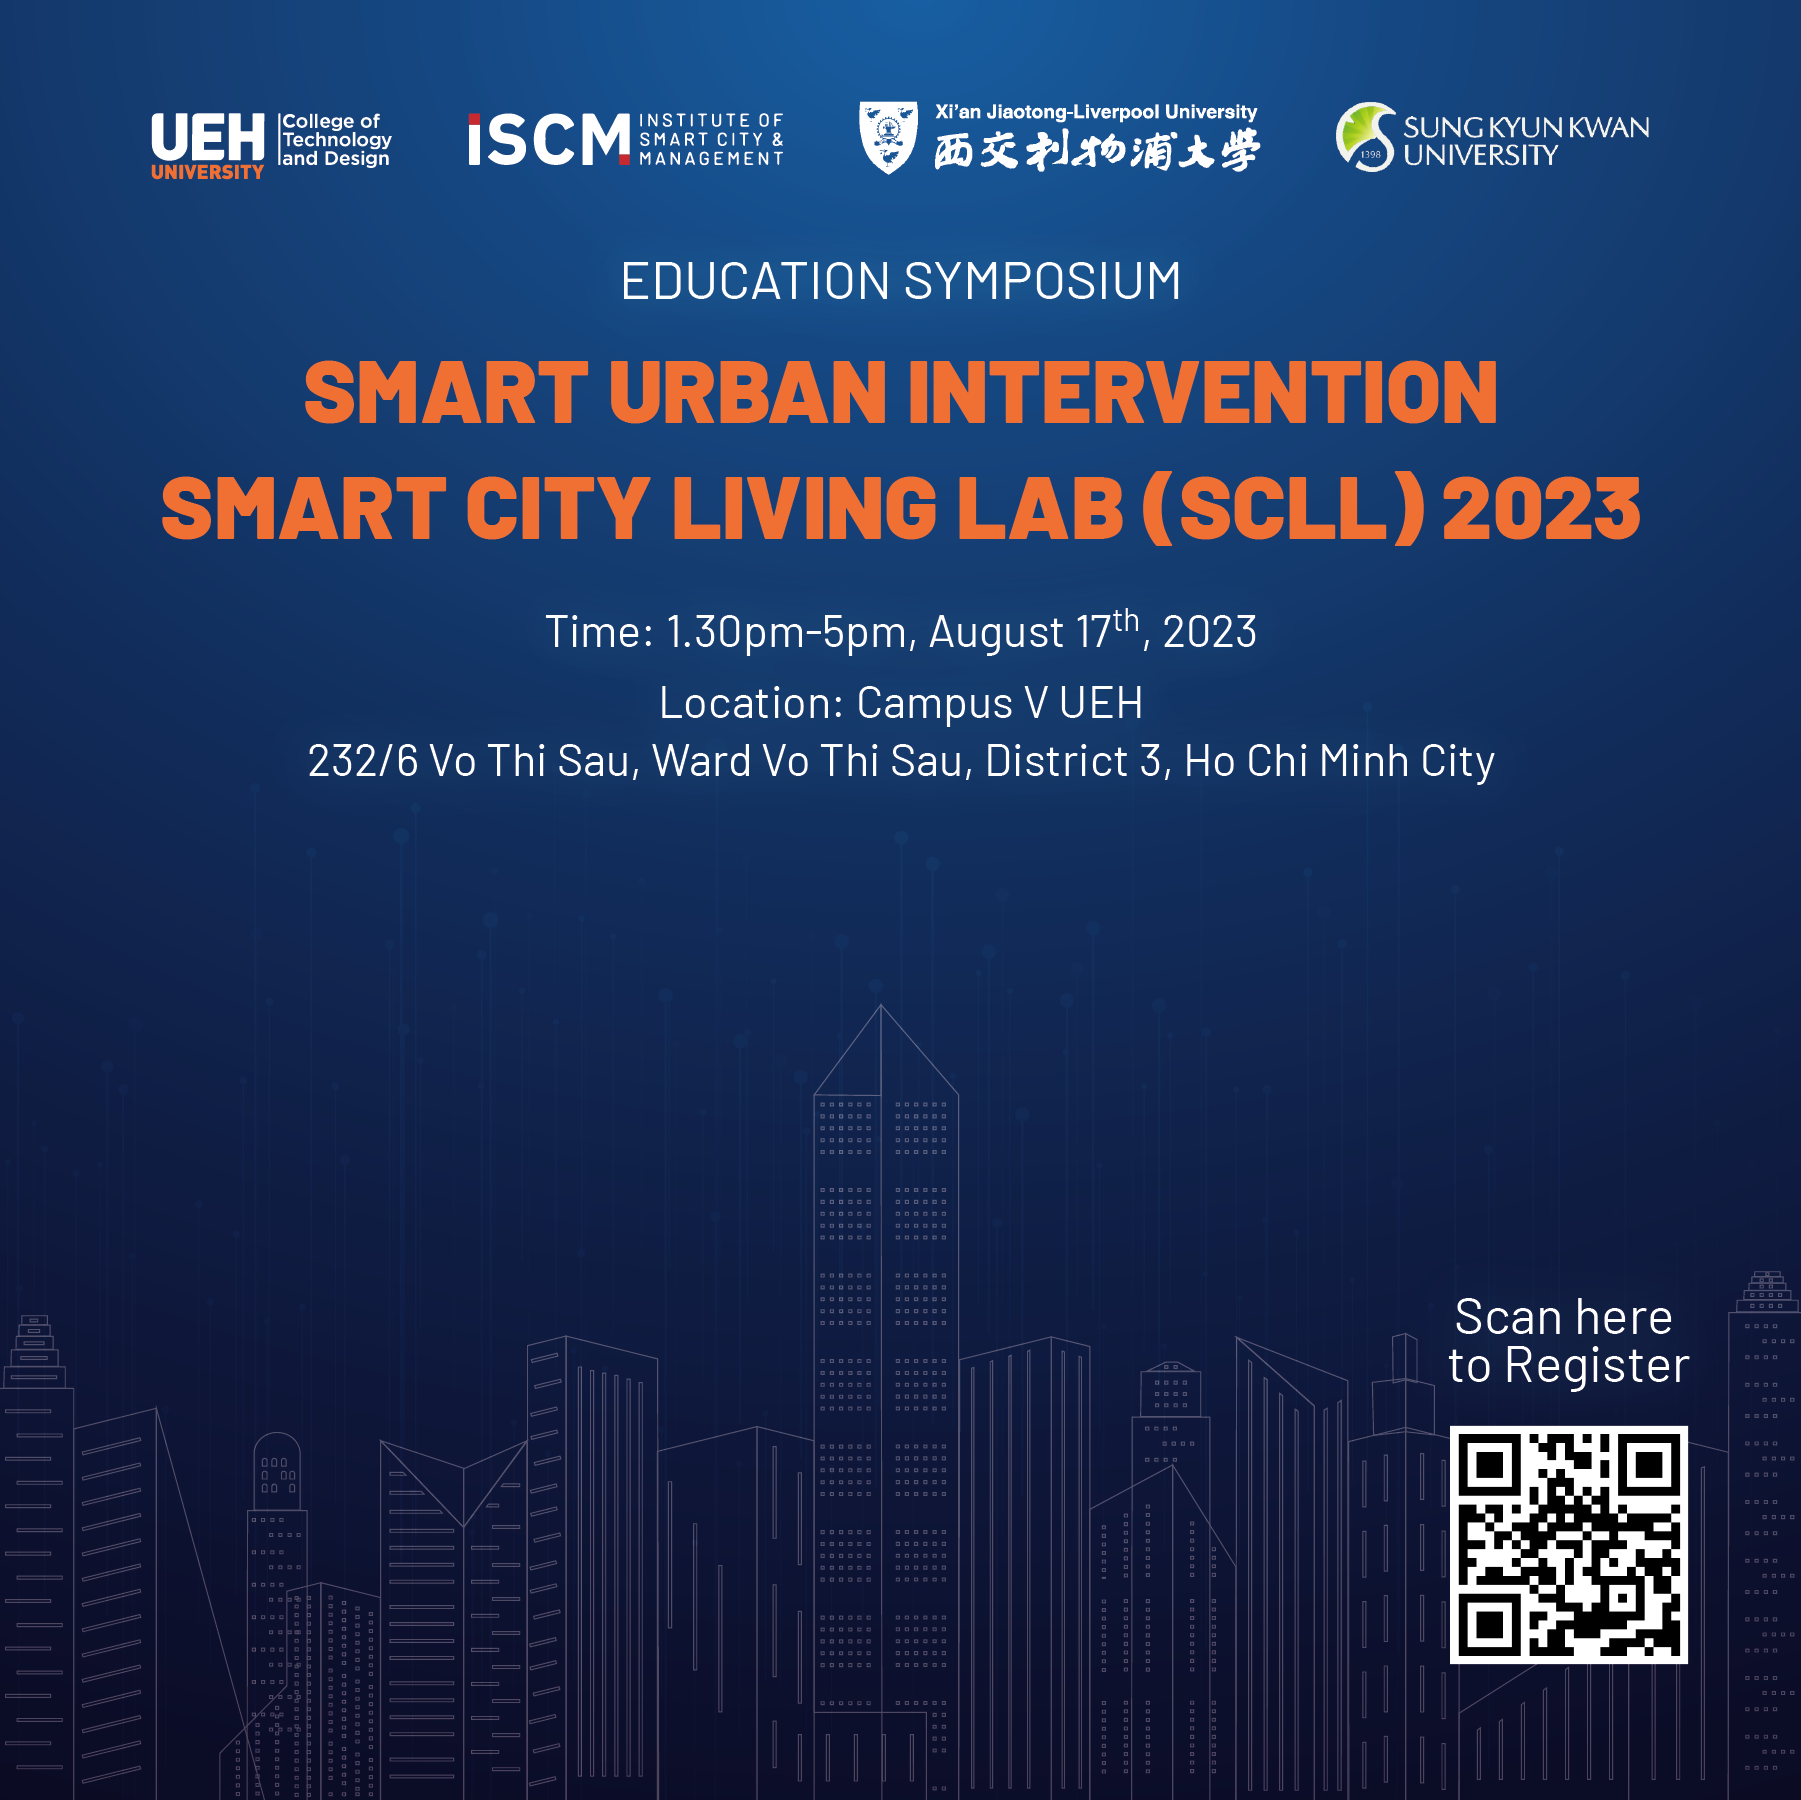 UEH
UNIVERSITY
College of
Technology
and Design
iSCM
INSTITUTE OF
SMART CITY &
MANAGEMENT
Xi'an Jiaotong-Liverpool University
西交利物浦大學
1398
SUNG KYUN KWAN
UNIVERSITY
EDUCATION SYMPOSIUM
SMART URBAN INTERVENTION
SMART CITY LIVING LAB (SCLL) 2023
Time: 1.30pm-5pm, August 17th, 2023
Location: Campus V UEH
232/6 Vo Thi Sau, Ward Vo Thi Sau, District 3, Ho Chi Minh City
Scan here
to Register